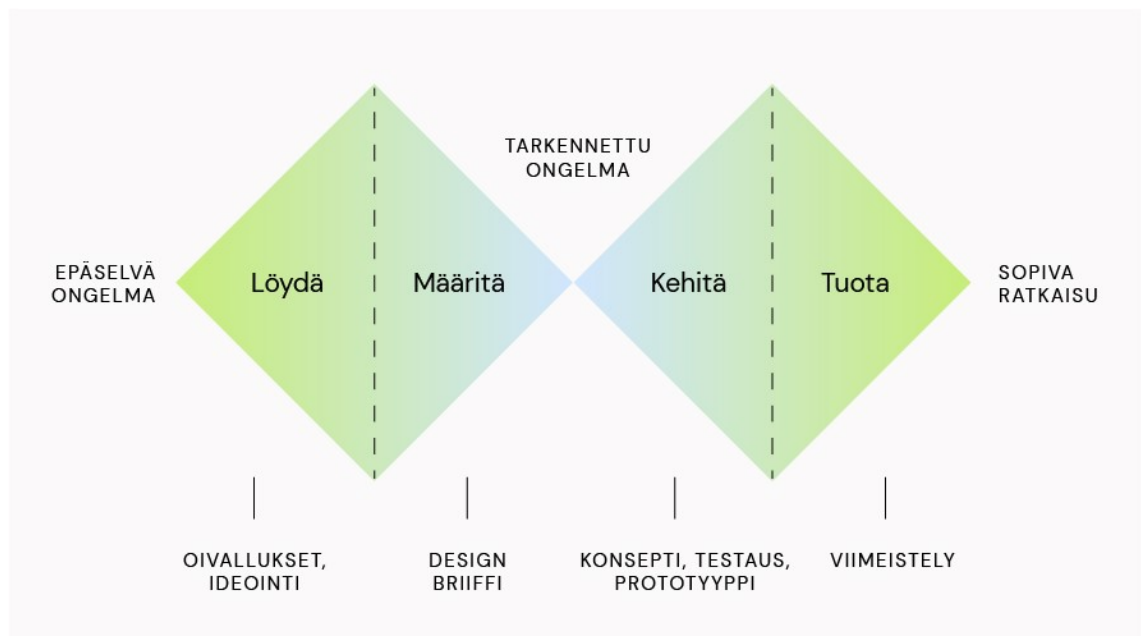 TARKENNETTU
ONGELMA
EPÄSELVÄ
ONGELMA
Löydä
Määritä
Kehitä
Tuota
SOPIVA
RATKAISU
OIVALLUKSET,
IDEOINTI
DESIGN
BRIIFFI
KONSEPTI, TESTAUS,
PROTOTYYPPI
VIIMEISTELY